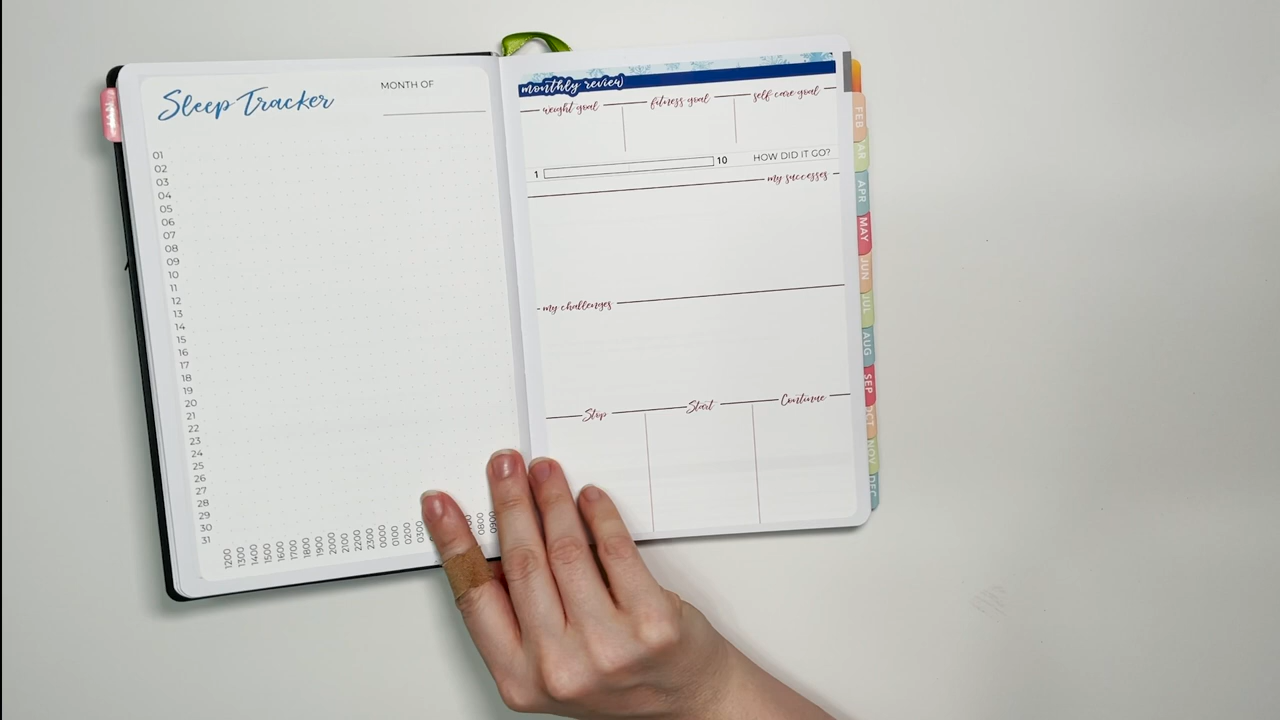 Sleep Tracker
MONTH OF
01
02
03
04
05
06
07
08
09
10
11
12
13
14
15
16
17
18
19
20
21
22
23
24
25
26
27
28
29
30
31
1200 1300 1400 1500 1600 1700 1800 1900 2000 2100 2200 2300 0000 0100 0200 0300 0800 0900
JAN
monthly review
weight goal fitness goal self care goal
1 10 HOW DID IT GO?
my successes
my challenges
Stop Start Continue
FEB
AR
APR
MAY
JUN
JUL
AUG
SEP
OCT
NOV
DEC